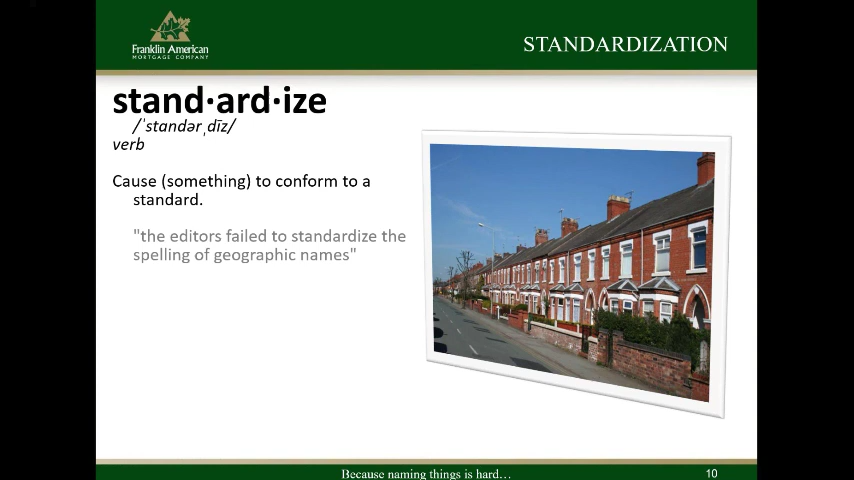 Franklin American
MORTGAGE COMPANY
STANDARDIZATION
stand·ard·ize
/ˈstandərˌdīz/
verb
Cause (something) to conform to a
standard.
"the editors failed to standardize the
spelling of geographic names"
Because naming things is hard…
10